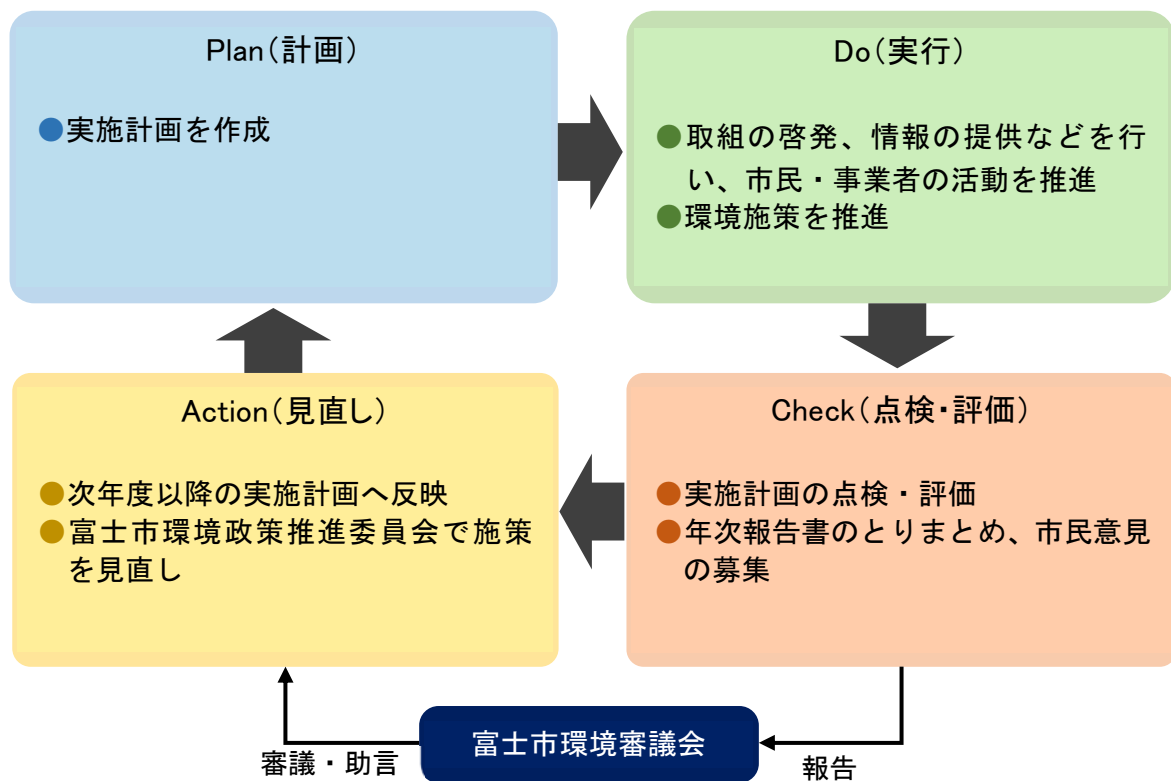 Plan（計画）
●実施計画を作成
Do（実行）
●取組の啓発、情報の提供などを行
い、市民・事業者の活動を推進
●環境施策を推進
Action（見直し）
●次年度以降の実施計画へ反映
●富士市環境政策推進委員会で施策
を見直し
Check（点検・評価）
●実施計画の点検・評価
●年次報告書のとりまとめ、市民意見
の募集
富士市環境審議会
審議・助言
報告